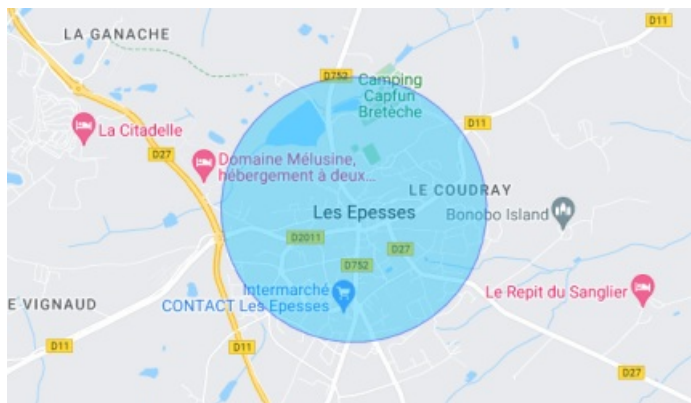 D11
LA GANACHE
D752
Camping
Capfun
Bretèche
D11
La Citadelle
D27
Domaine Mélusine,
hébergement à deux...
LE COUDRAY
Les Epesses
Bonobo Island
D2011
D27
D752
Intermarché
CONTACT Les Epesses
Le Repit du Sanglier
E VIGNAUD
D11
D11
D27